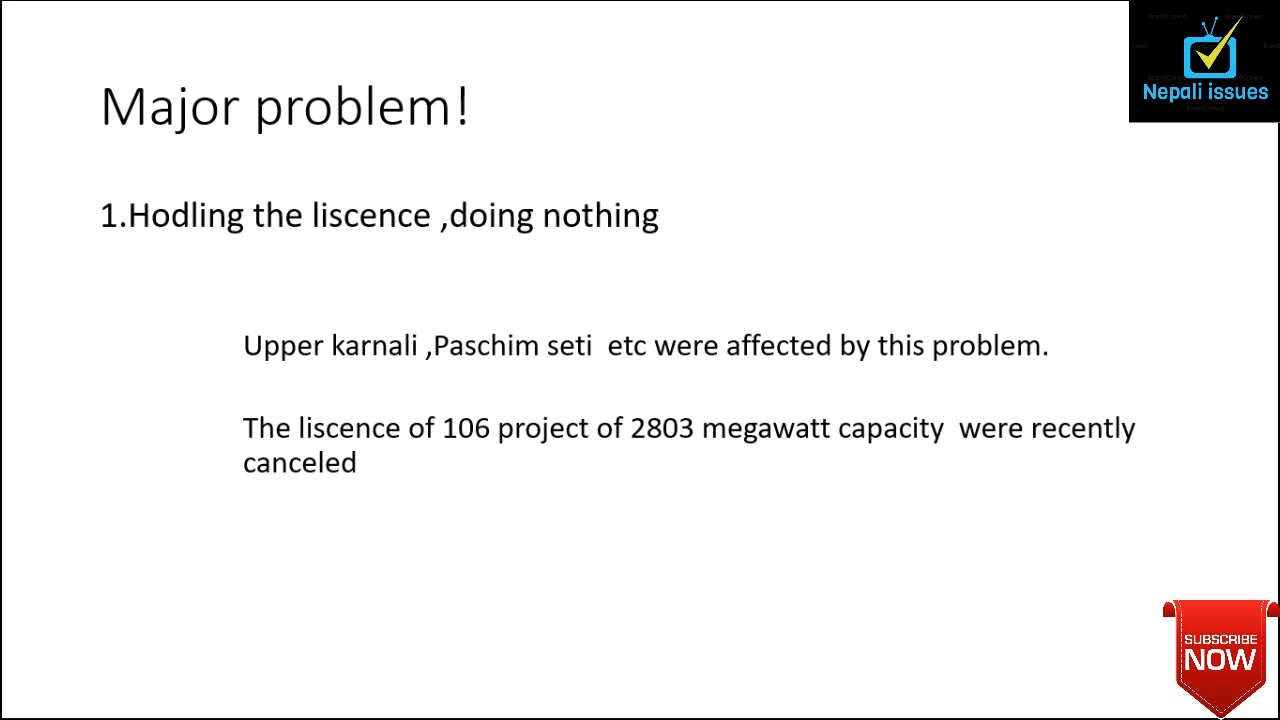 Nepali issues
Major problem!
1.Hodling the liscence ,doing nothing
Upper karnali ,Paschim seti  etc were affected by this problem.
The liscence of 106 project of 2803 megawatt capacity  were recently
canceled
SUBSCRIBE
NOW